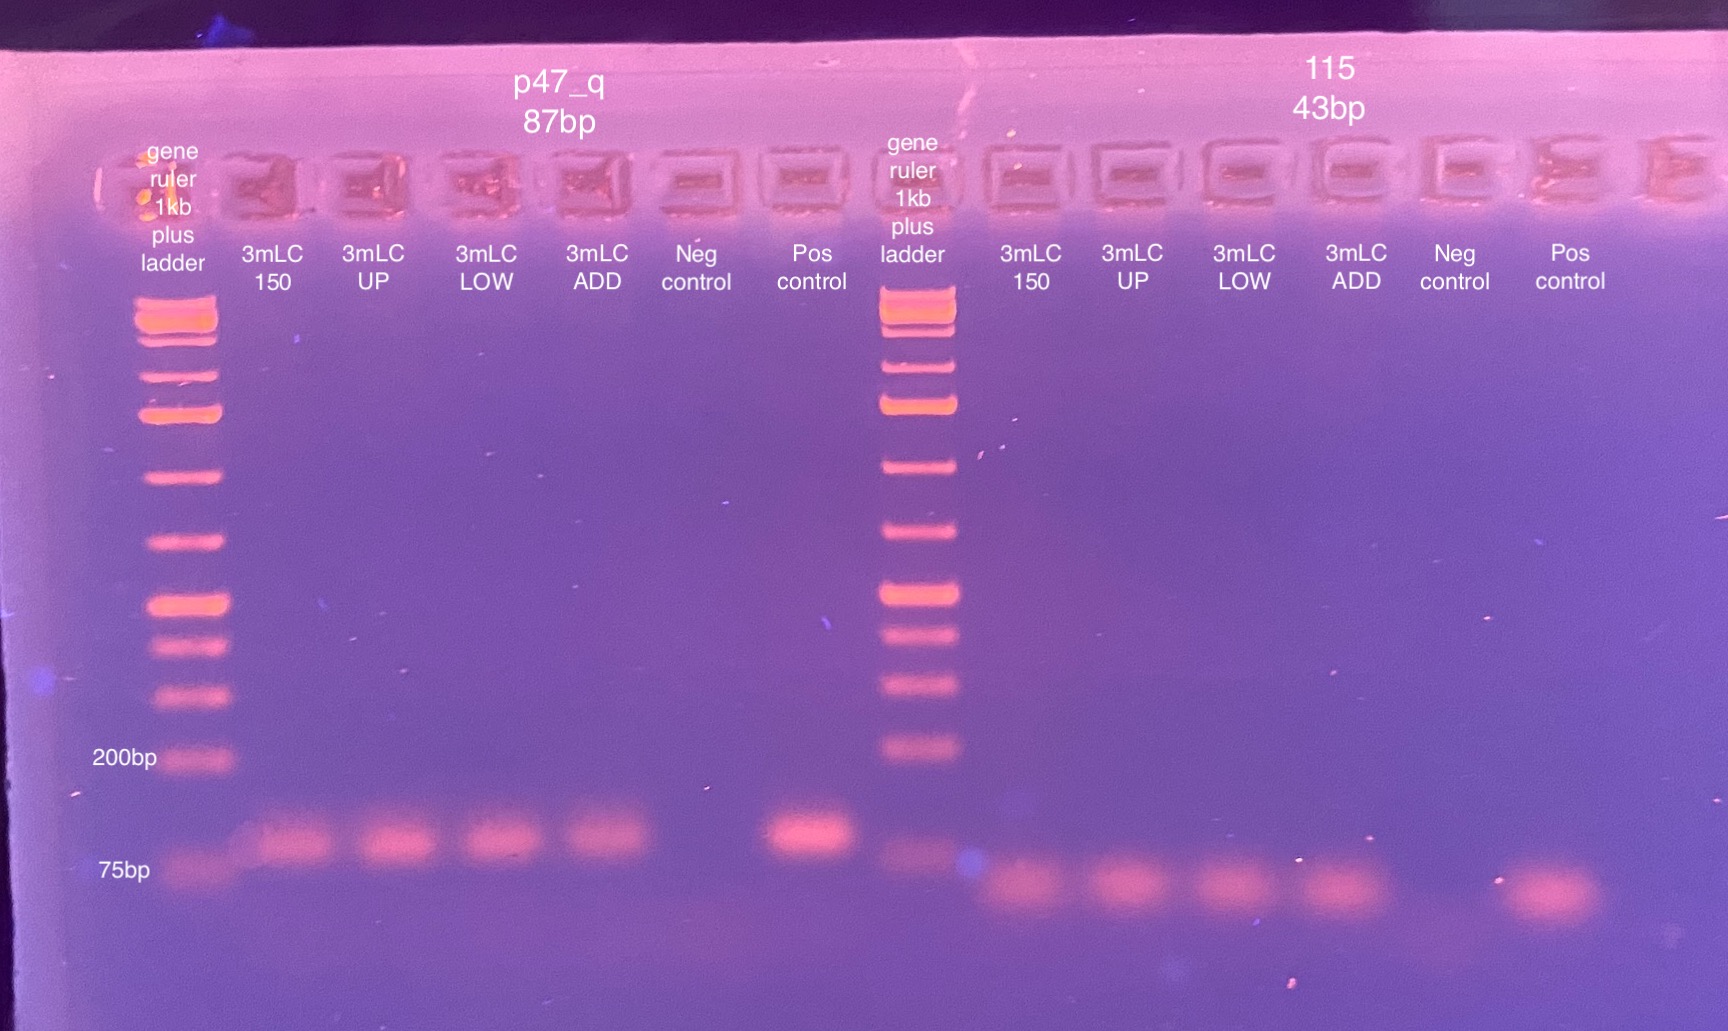 p47_q
87bp
115
43bp
gene
ruler
1kb
plus
ladder
3mLC
150
3mLC
UP
3mLC
LOW
3mLC
ADD
Neg
control
Pos
control
gene
ruler
1kb
plus
ladder
3mLC
150
3mLC
UP
3mLC
LOW
3mLC
ADD
Neg
control
Pos
control
200bp
75bp